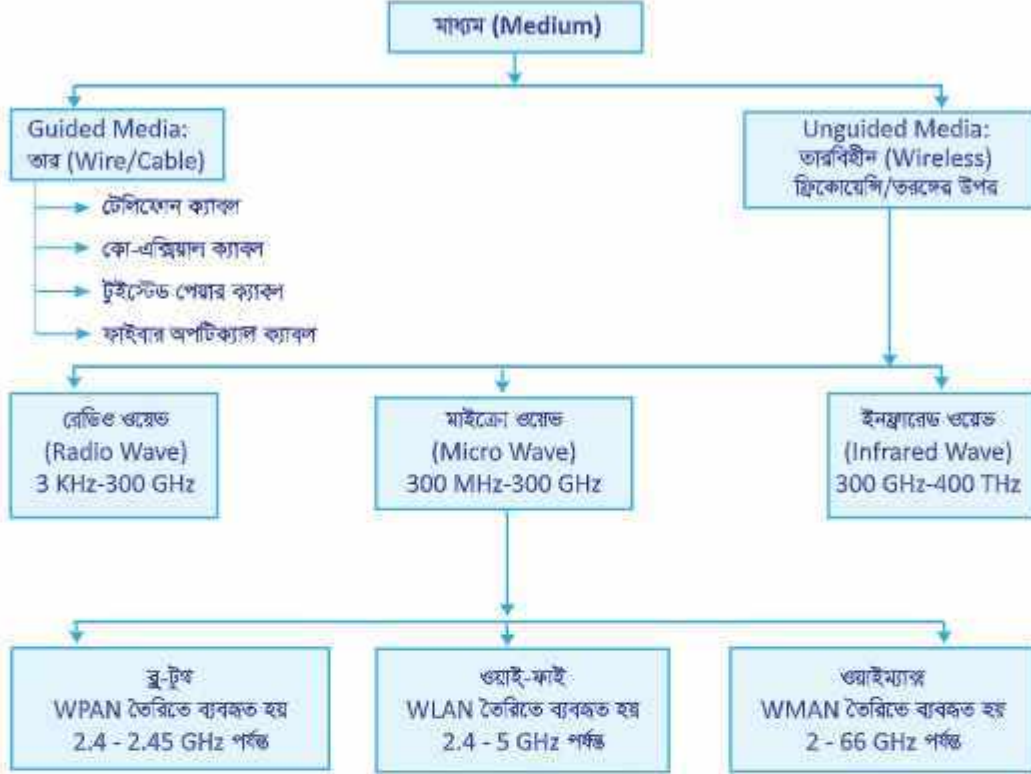 মাধ্যম (Medium)
Guided Media:
তার (Wire/Cable)
টেলিফোন ক্যাবল
কো-এক্সিয়াল ক্যাবল
টুইস্টেড পেয়ার ক্যাবল
ফাইবার অপটিক্যাল ক্যাবল
Unguided Media:
তারবিহীন (Wireless)
ফ্রিকোয়েন্সি/তরঙ্গের উপর
রেডিও ওয়েভ
(Radio Wave)
3 KHz-300 GHz
মাইক্রো ওয়েভ
(Micro Wave)
300 MHz-300 GHz
ইনফ্রারেড ওয়েভ
(Infrared Wave)
300 GHz-400 THz
ব্লু-টুথ
WPAN তৈরিতে ব্যবহৃত হয়
2.4 - 2.45 GHz পর্যন্ত
ওয়াই-ফাই
WLAN তৈরিতে ব্যবহৃত হয়
2.4 - 5 GHz পর্যন্ত
ওয়াইম্যাক্স
WMAN তৈরিতে ব্যবহৃত হয়
2 - 66 GHz পর্যন্ত